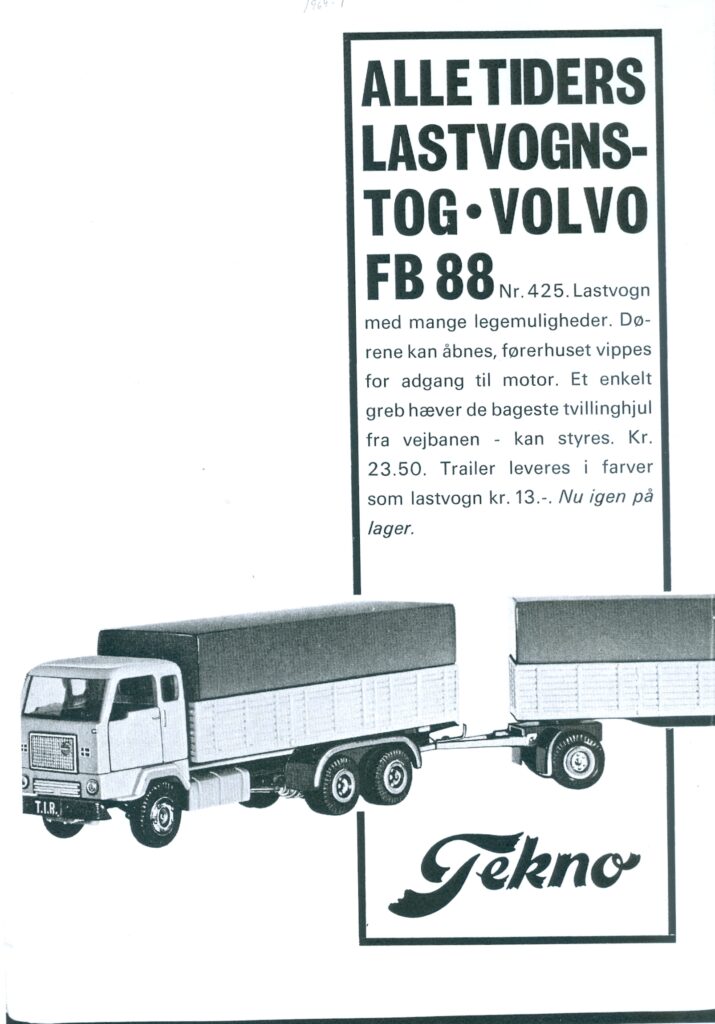 1969-1
ALLE TIDERS
LASTVOGNS-
TOG • VOLVO
FB 88 Nr. 425. Lastvogn
med mange legemuligheder. Dø-
rene kan åbnes, førerhuset vippes
for adgang til motor. Et enkelt
greb hæver de bageste tvillinghjul
fra vejbanen - kan styres. Kr.
23.50. Trailer leveres i farver
som lastvogn kr. 13.-. Nu igen på
lager.
T.I.R.
Tekno